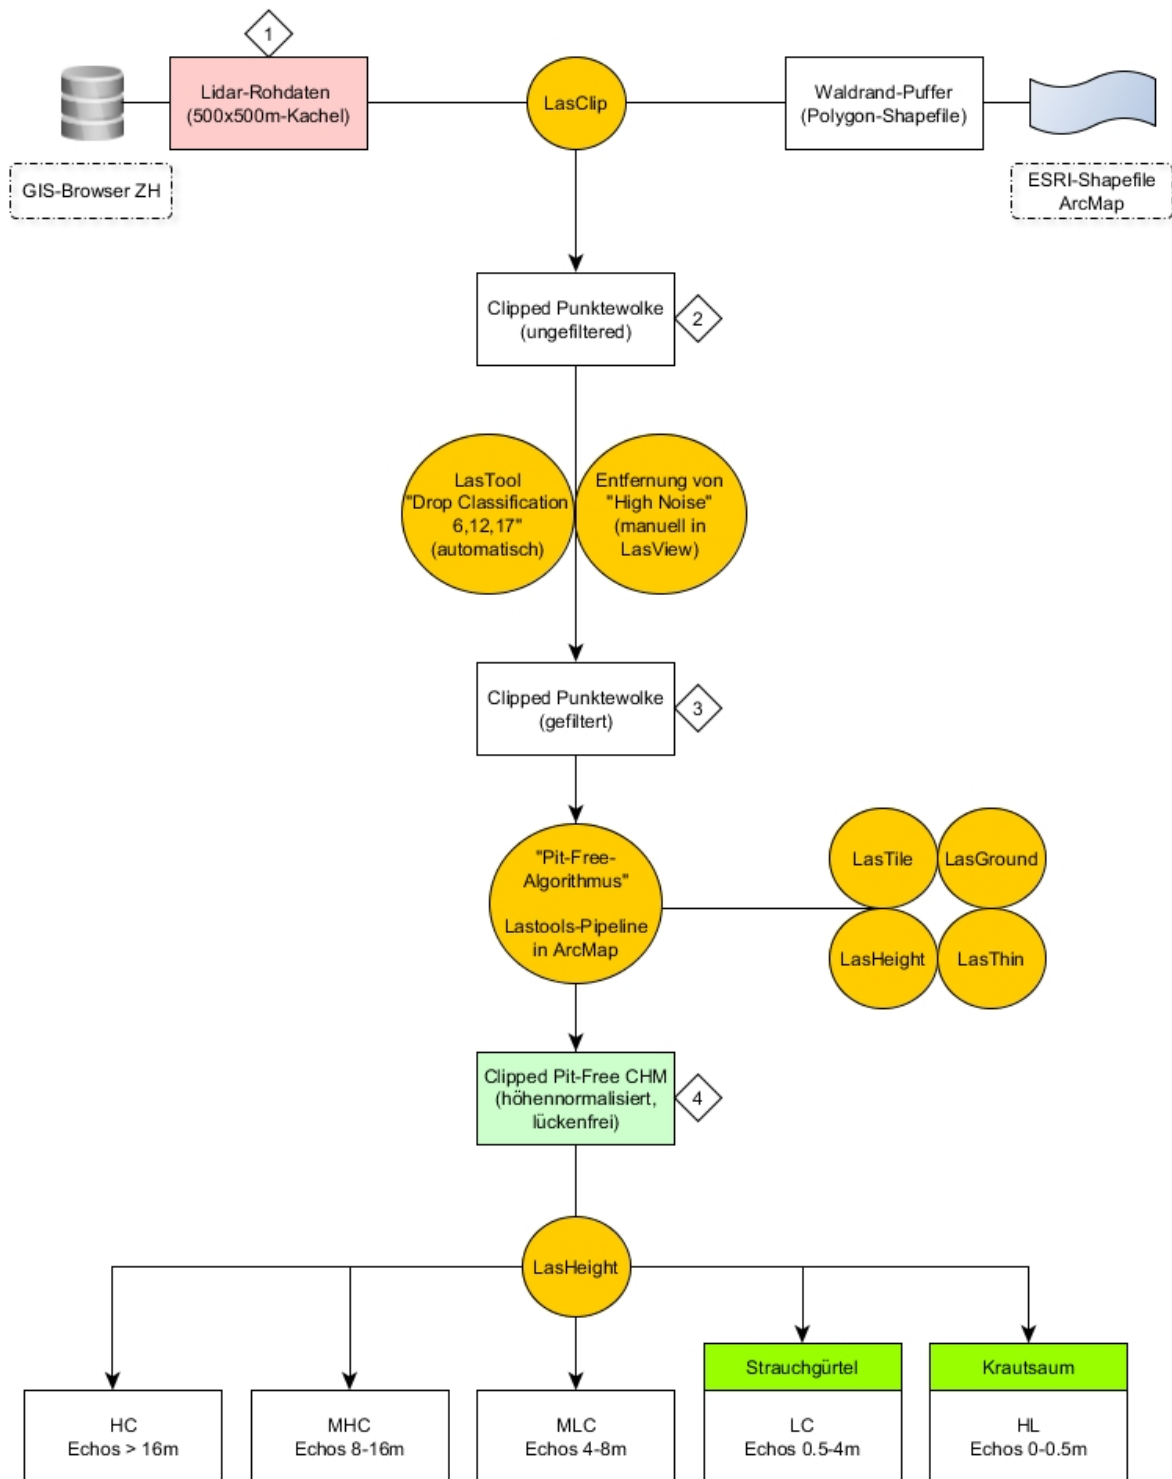 1
Lidar-Rohdaten
(500x500m-Kachel)
LasClip
Waldrand-Puffer
(Polygon-Shapefile)
GIS-Browser ZH
ESRI-Shapefile
ArcMap
Clipped Punktewolke
(ungefiltered)
2
LasTool
"Drop Classification
6,12,17"
(automatisch)
Entfernung von
"High Noise"
(manuell in
LasView)
Clipped Punktewolke
(gefiltert)
3
"Pit-Free-
Algorithmus"
Lastools-Pipeline
in ArcMap
LasTile
LasGround
LasHeight
LasThin
Clipped Pit-Free CHM
(höhennormalisiert,
lückenfrei)
4
LasHeight
HC
Echos > 16m
MHC
Echos 8-16m
MLC
Echos 4-8m
Strauchgürtel
LC
Echos 0.5-4m
Krautsaum
HL
Echos 0-0.5m